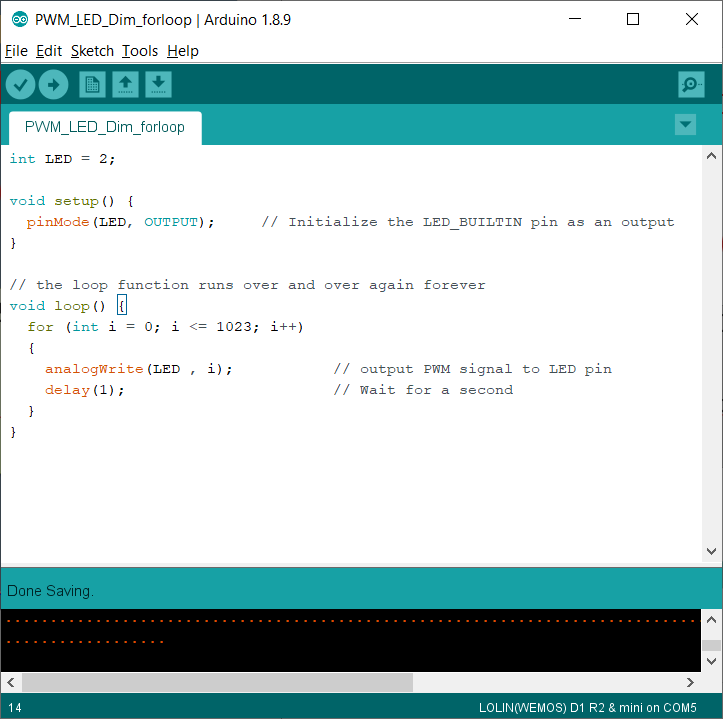 PWM_LED_Dim_forloop | Arduino 1.8.9
File Edit Sketch Tools Help
PWM_LED_Dim_forloop
int LED = 2;
void setup() {
  pinMode(LED, OUTPUT);     // Initialize the LED_BUILTIN pin as an output
}
// the loop function runs over and over again forever
void loop() {
  for (int i = 0; i <= 1023; i++)
  {
    analogWrite(LED , i);           // output PWM signal to LED pin
    delay(1);                       // Wait for a second
  }
}
Done Saving.
14 LOLIN(WEMOS) D1 R2 & mini on COM5